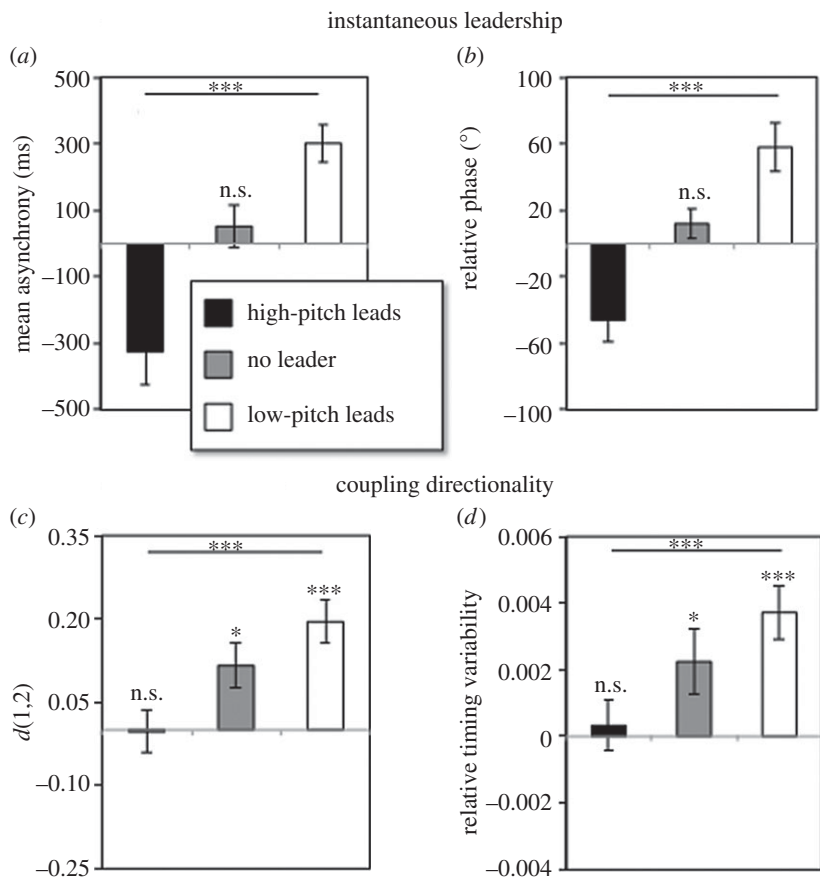 instantaneous leadership
(a)
500
300
100
–100
–300
–500
mean asynchrony (ms)
***
n.s.
(b)
100
60
20
–20
–60
–100
relative phase (°)
***
n.s.
high-pitch leads
no leader
low-pitch leads
coupling directionality
(c)
0.35
0.20
0.05
–0.10
–0.25
d(1,2)
***
n.s.
*
***
(d)
0.006
0.004
0.002
0
–0.002
–0.004
relative timing variability
***
n.s.
*
***